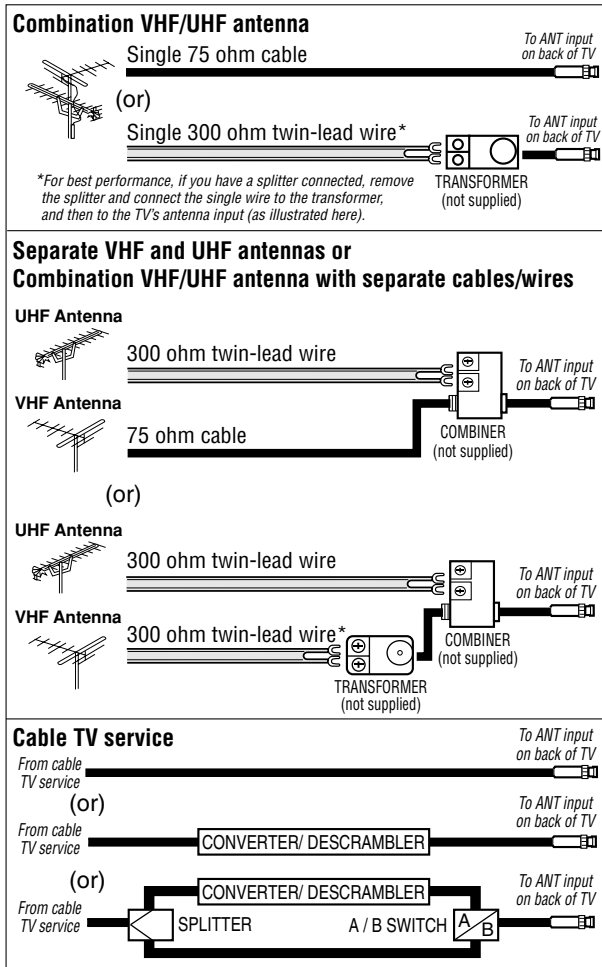 Combination VHF/UHF antenna
Single 75 ohm cable
To ANT input
on back of TV
(or)
Single 300 ohm twin-lead wire*
To ANT input
on back of TV
*For best performance, if you have a splitter connected, remove
the splitter and connect the single wire to the transformer,
and then to the TV's antenna input (as illustrated here).
TRANSFORMER
(not supplied)
Separate VHF and UHF antennas or
Combination VHF/UHF antenna with separate cables/wires
UHF Antenna
300 ohm twin-lead wire
To ANT input
on back of TV
VHF Antenna
75 ohm cable
COMBINER
(not supplied)
(or)
UHF Antenna
300 ohm twin-lead wire
To ANT input
on back of TV
VHF Antenna
300 ohm twin-lead wire*
COMBINER
(not supplied)
TRANSFORMER
(not supplied)
Cable TV service
To ANT input
on back of TV
From cable
TV service
(or)
To ANT input
on back of TV
From cable
TV service
CONVERTER/ DESCRAMBLER
(or)
To ANT input
on back of TV
CONVERTER/ DESCRAMBLER
From cable
TV service
SPLITTER
A / B SWITCH
A
B